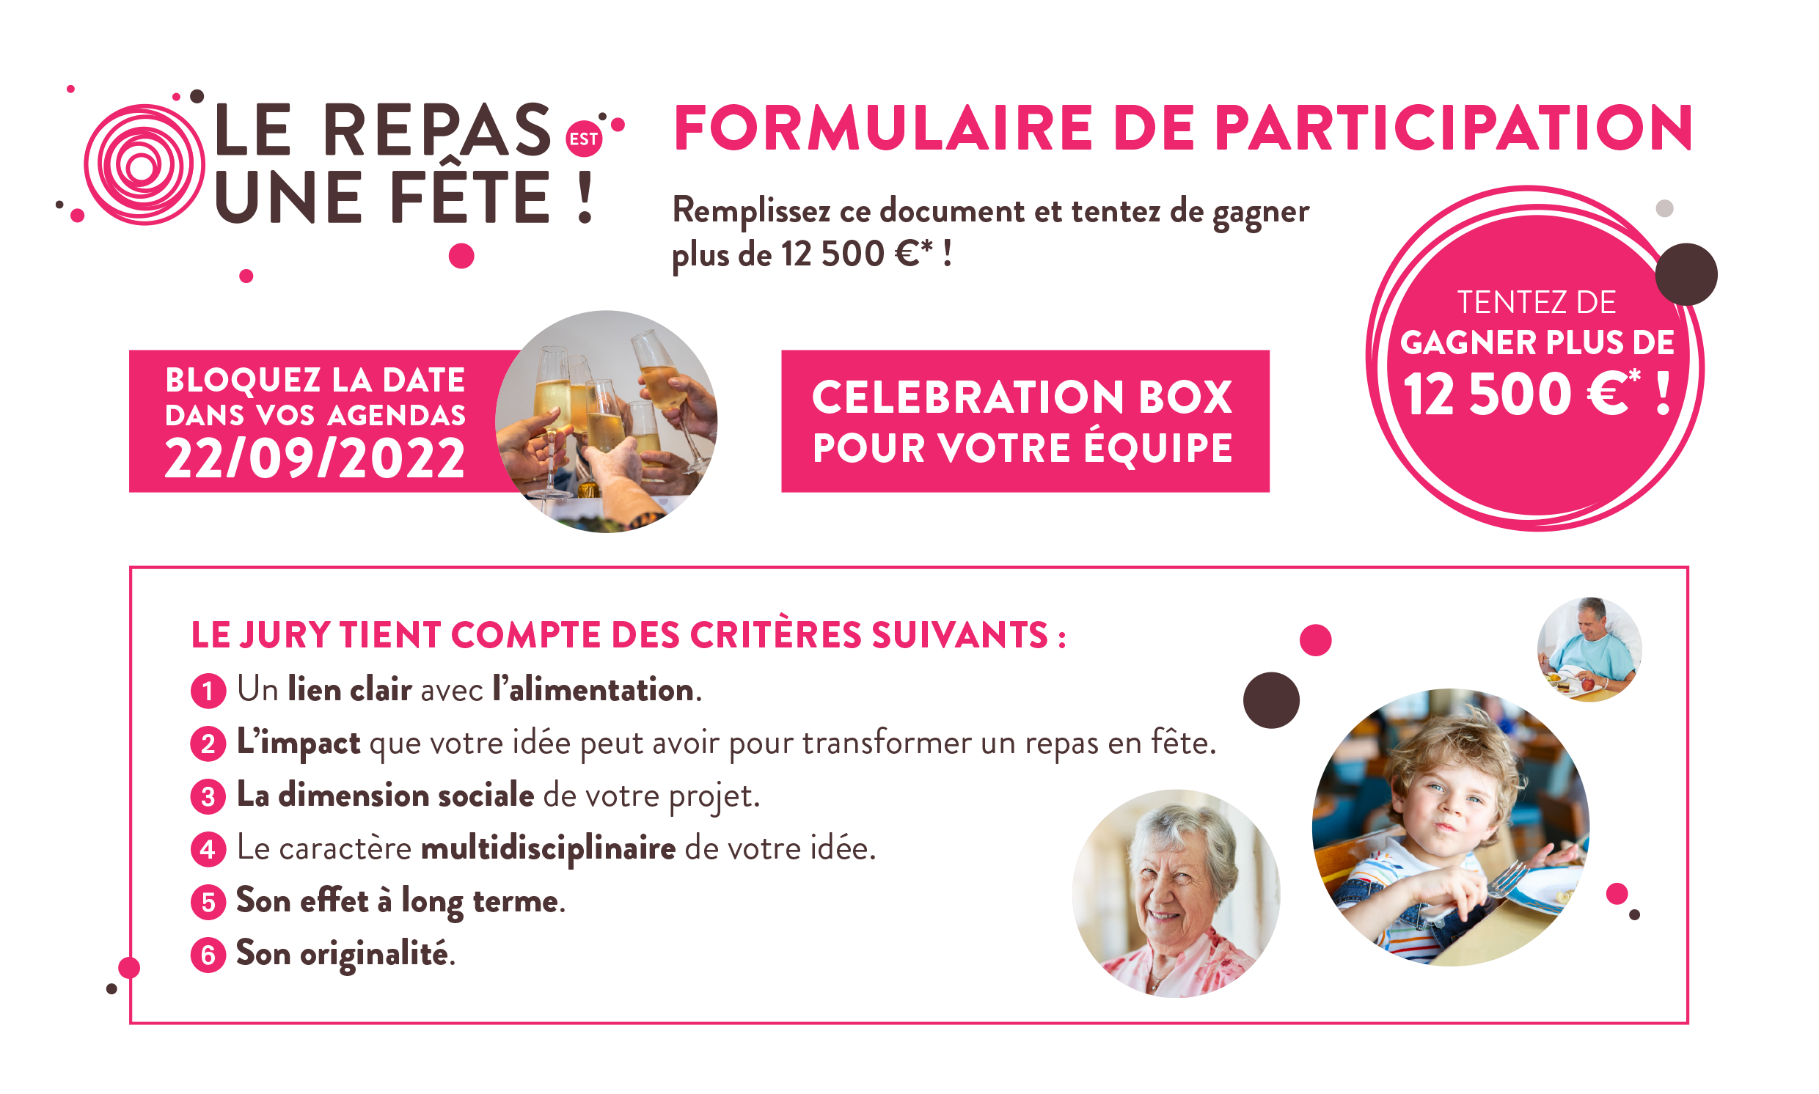 LE REPAS EST
UNE FÊTE !
FORMULAIRE DE PARTICIPATION
Remplissez ce document et tentez de gagner
plus de 12 500 €* !
TENTEZ DE
GAGNER PLUS DE
12 500 €* !
BLOQUEZ LA DATE
DANS VOS AGENDAS
22/09/2022
CELEBRATION BOX
POUR VOTRE ÉQUIPE
LE JURY TIENT COMPTE DES CRITÈRES SUIVANTS :
1 Un lien clair avec l’alimentation.
2 L’impact que votre idée peut avoir pour transformer un repas en fête.
3 La dimension sociale de votre projet.
4 Le caractère multidisciplinaire de votre idée.
5 Son effet à long terme.
6 Son originalité.